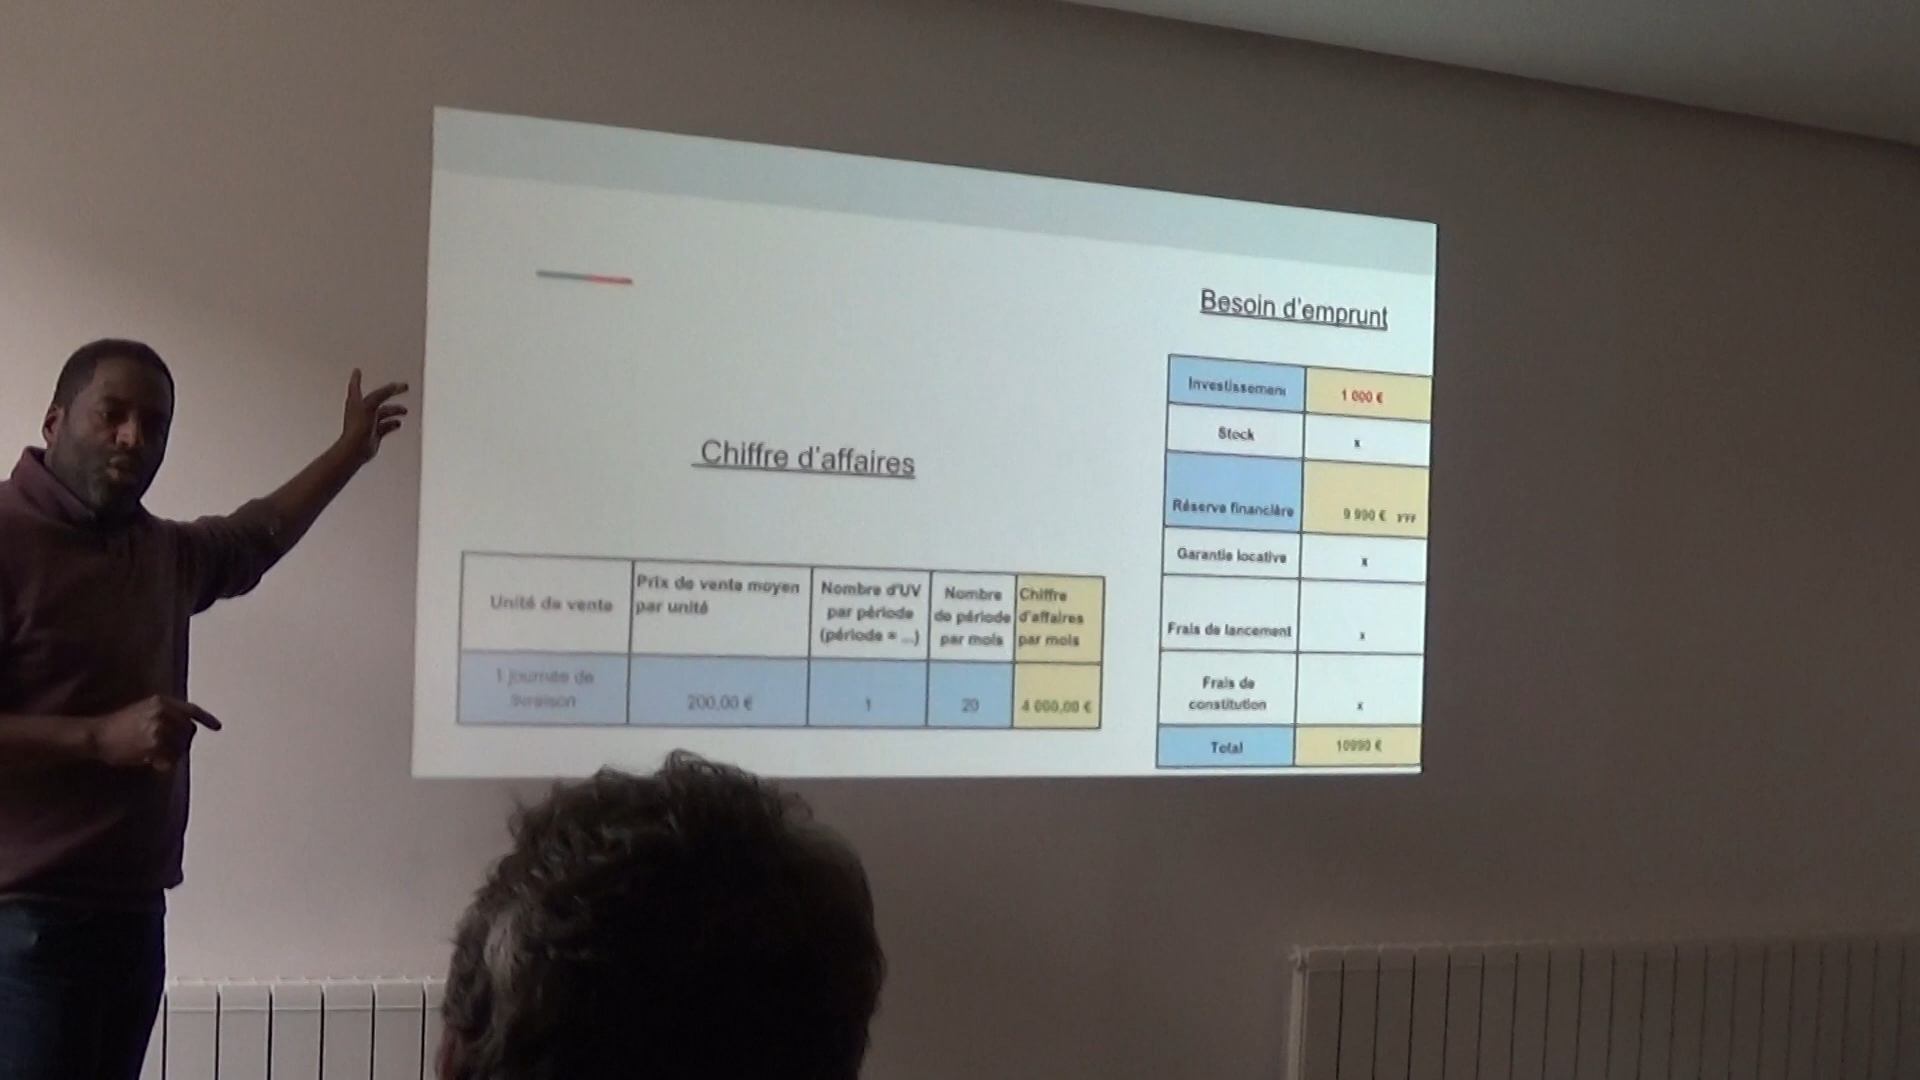 Besoin d'emprunt
Investissement
1 000 €
Stock
x
Réserve financière
9 990 € yyy
Garantie locative
x
Frais de lancement
x
Frais de
constitution
x
Total
10990 €
Chiffre d'affaires
Unité de vente
Prix de vente moyen
par unité
Nombre d'UV
par période
(période = ...)
Nombre
de période
par mois
Chiffre
d'affaires
par mois
1 journée de
livraison
200,00 €
1
20
4 000,00 €